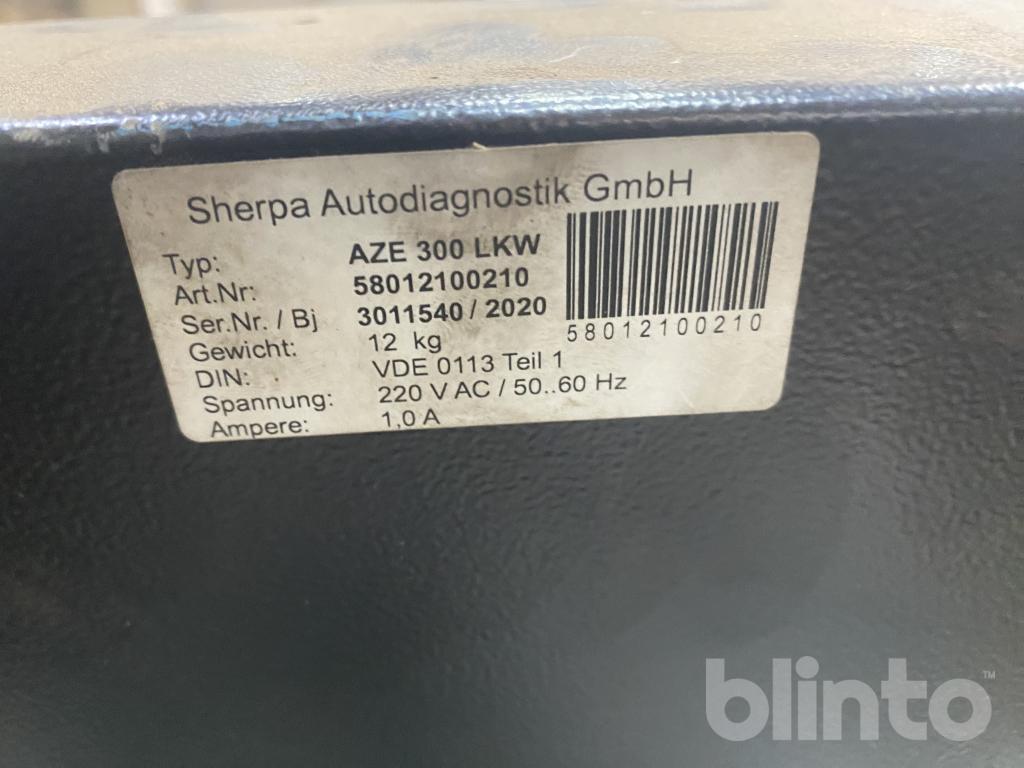 Sherpa Autodiagnostik GmbH
Typ: AZE 300 LKW
Art.Nr: 58012100210
Ser.Nr. / Bj 3011540 / 2020
58012100210
Gewicht: 12 kg
DIN: VDE 0113 Teil 1
Spannung: 220 V AC / 50..60 Hz
Ampere: 1,0 A
blinto™